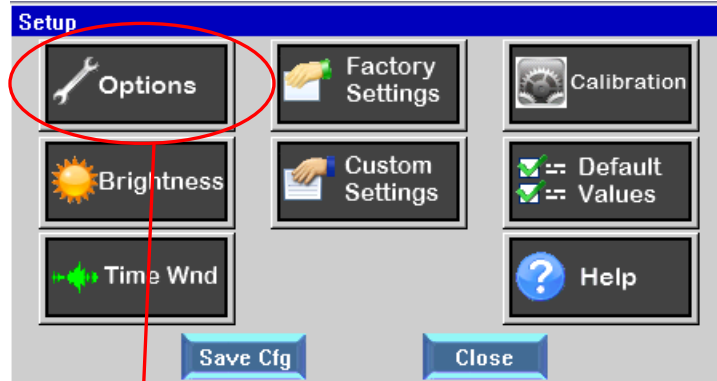 Setup
Options
Factory
Settings
Calibration
Brightness
Custom
Settings
Default
Values
Time Wnd
Help
Save Cfg
Close